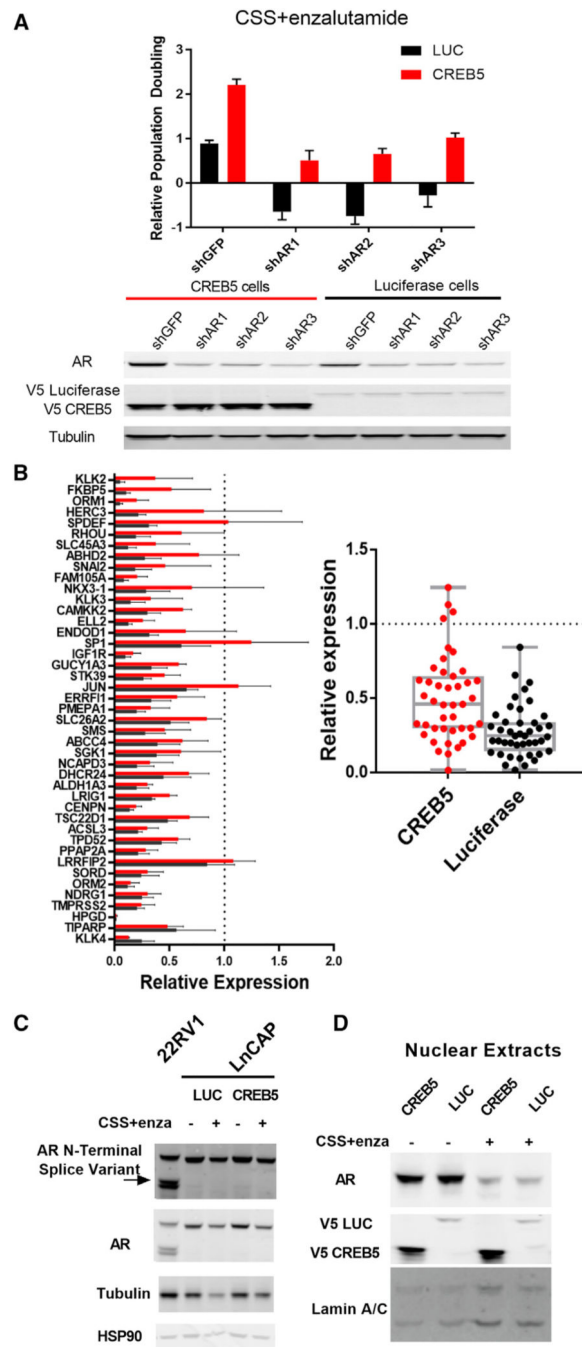 A
CSS+enzalutamide
Relative Population Doubling
3
2
1
0
-1
LUC
CREB5
shGFP
shAR1
shAR2
shAR3
CREB5 cells
Luciferase cells
shGFP
shAR1
shAR2
shAR3
shGFP
shAR1
shAR2
shAR3
AR
V5 Luciferase
V5 CREB5
Tubulin
B
KLK2
FKBP5
ORM1
HERC3
SPDEF
RHOU
SLC45A3
ABHD2
SNAI2
FAM105A
NKX3-1
KLK3
CAMKK2
ELL2
ENDOD1
SP1
IGF1R
GUCY1A3
STK39
JUN
ERRFI1
PMEPA1
SLC26A2
SMS
ABCC4
SGK1
NCAPD3
DHCR24
ALDH1A3
LRIG1
CENPN
TSC22D1
ACSL3
TPD52
PPAP2A
LRRFIP2
SORD
ORM2
NDRG1
TMPRSS2
HPGD
TIPARP
KLK4
0.0
0.5
1.0
1.5
2.0
Relative Expression
Relative expression
1.5
1.0
0.5
0.0
CREB5
Luciferase
C
22RV1
LnCAP
LUC
CREB5
CSS+enza
- + - +
AR N-Terminal
Splice Variant
AR
Tubulin
HSP90
D
Nuclear Extracts
CREB5
LUC
CREB5
LUC
CSS+enza
- - + +
AR
V5 LUC
V5 CREB5
Lamin A/C